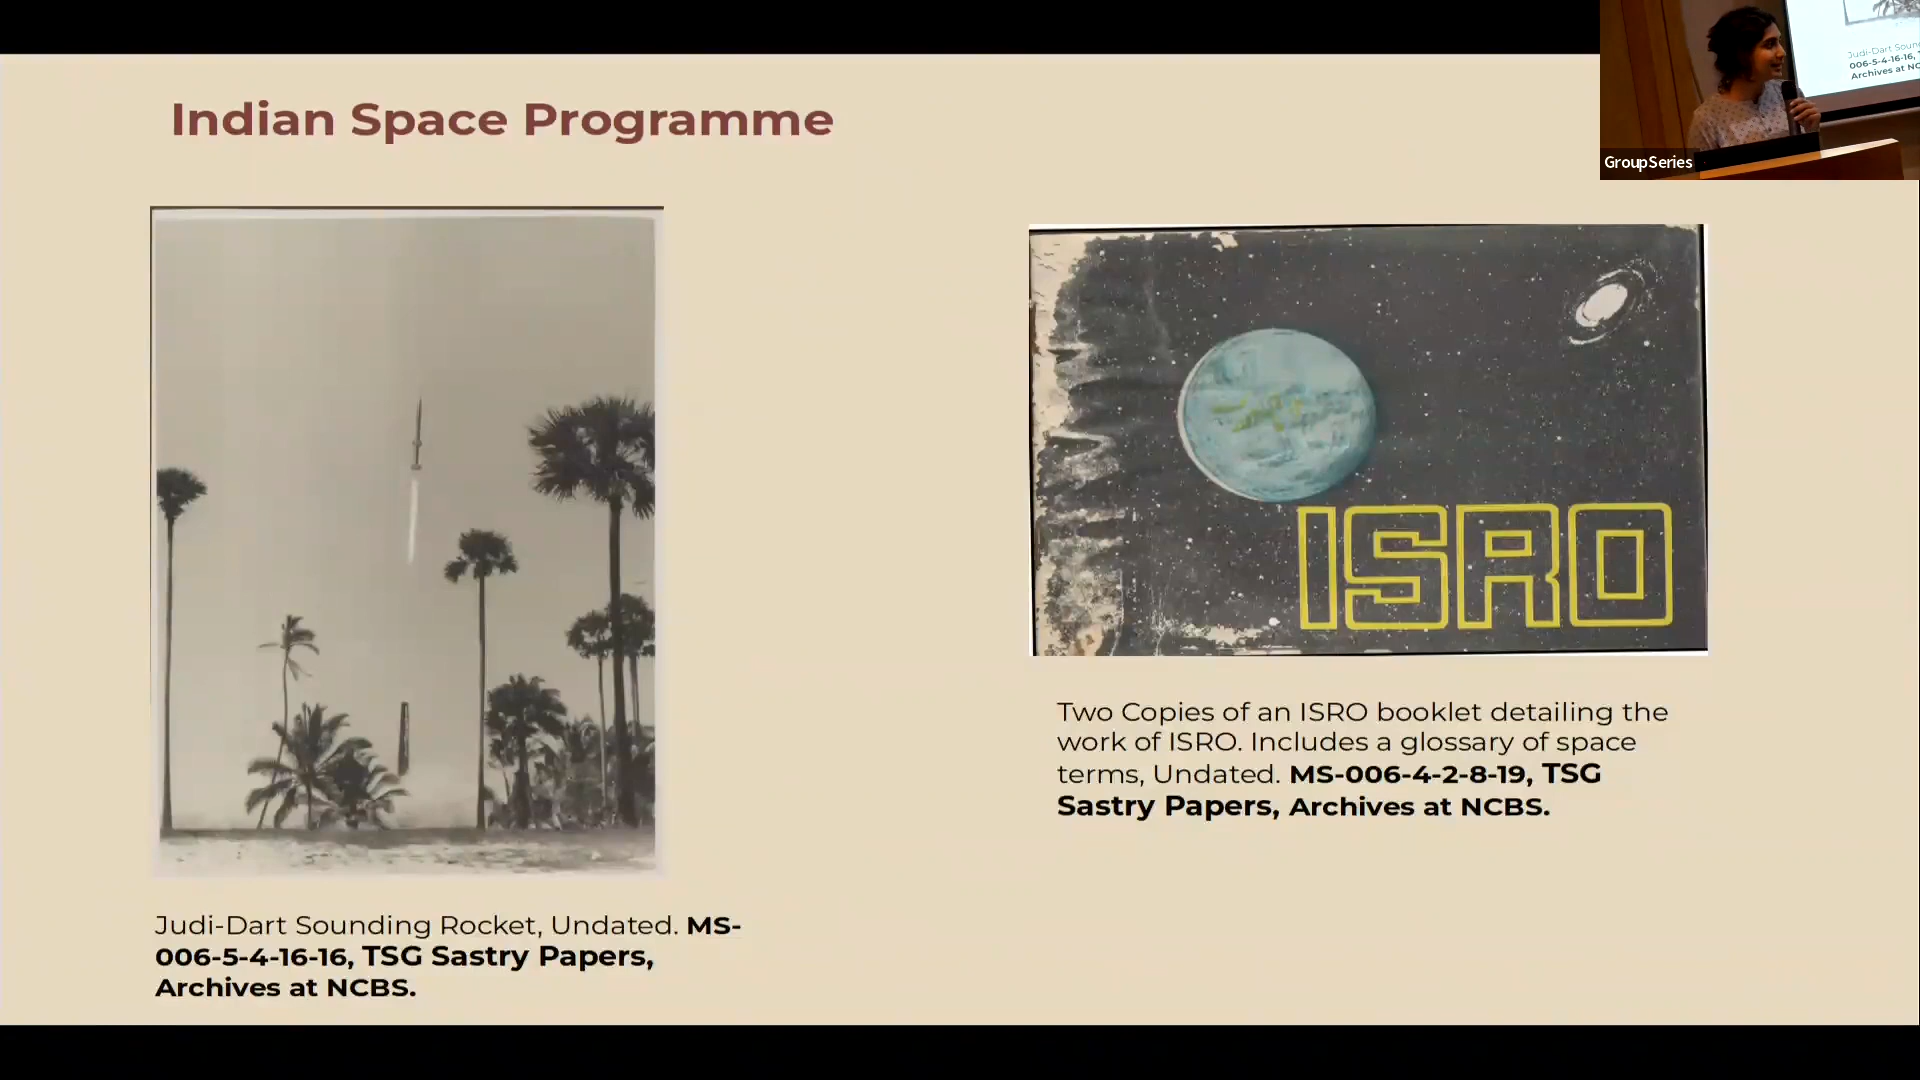 Indian Space Programme
Judi-Dart Sounding Rocket, Undated. MS-
006-5-4-16-16, TSG Sastry Papers,
Archives at NCBS.
ISRO
Two Copies of an ISRO booklet detailing the
work of ISRO. Includes a glossary of space
terms, Undated. MS-006-4-2-8-19, TSG
Sastry Papers, Archives at NCBS.
Judi-Dart Soun
006-5-4-16-16,
Archives at NC
GroupSeries